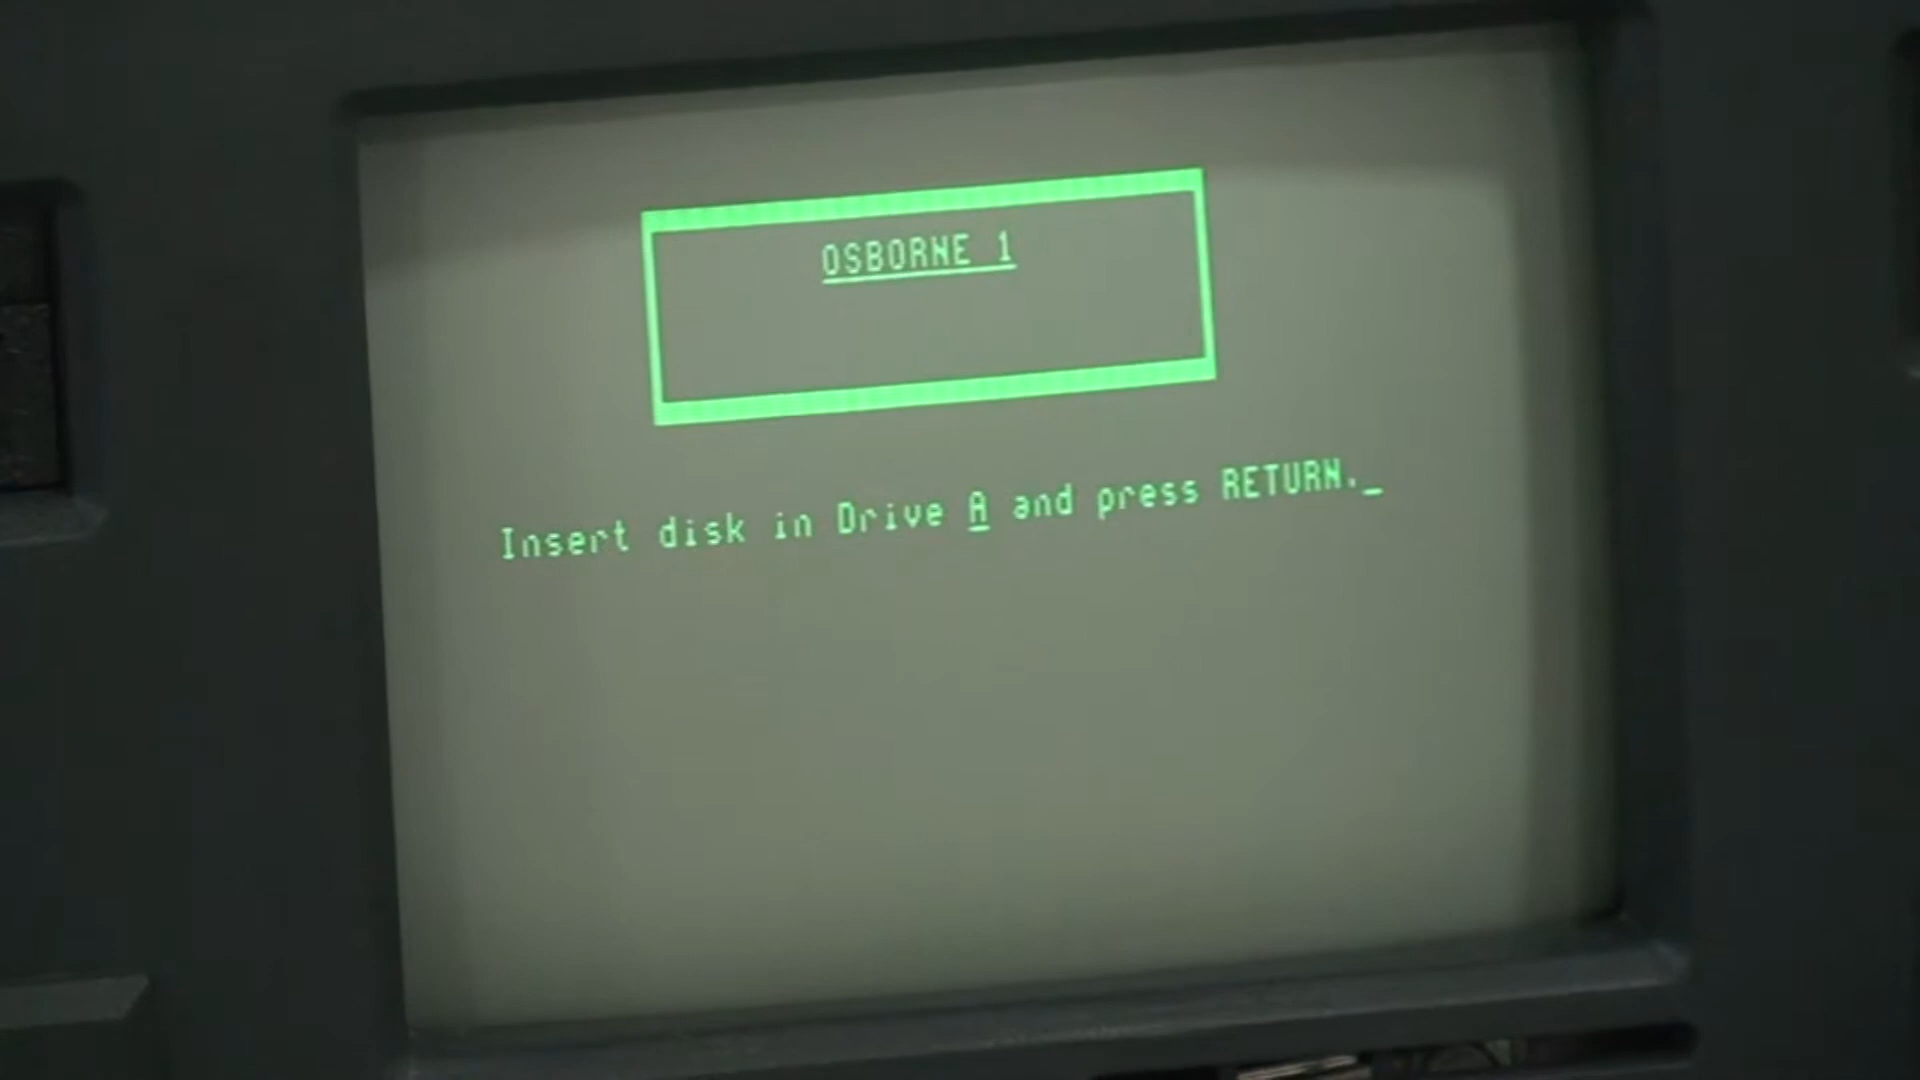 OSBORNE 1
Insert disk in Drive A and press RETURN._